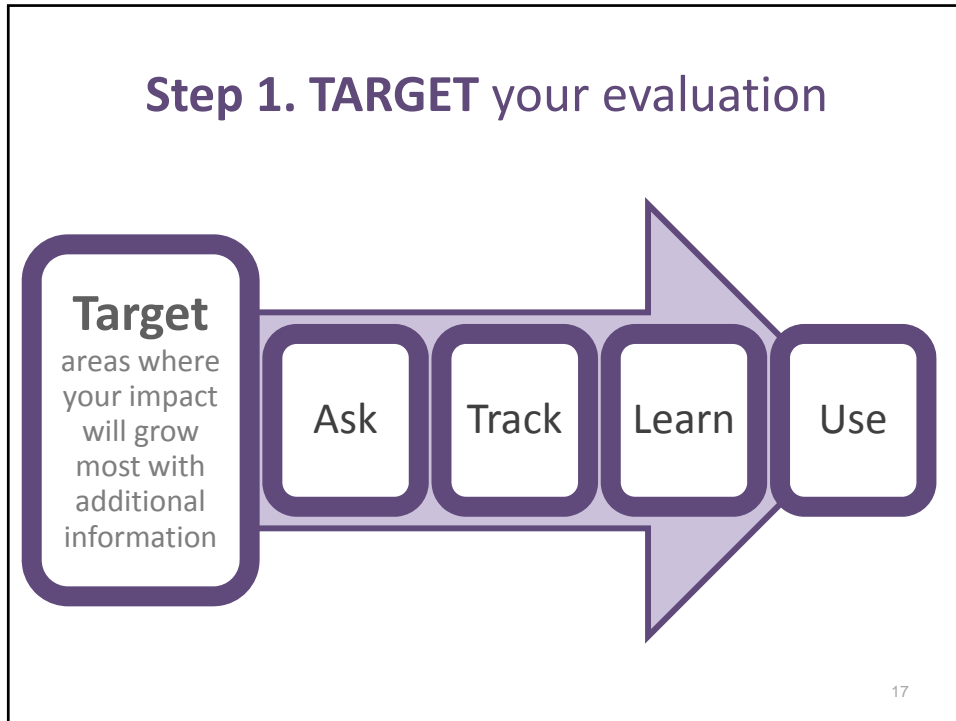 Step 1. TARGET your evaluation
Target
areas where
your impact
will grow
most with
additional
information
Ask
Track
Learn
Use
17